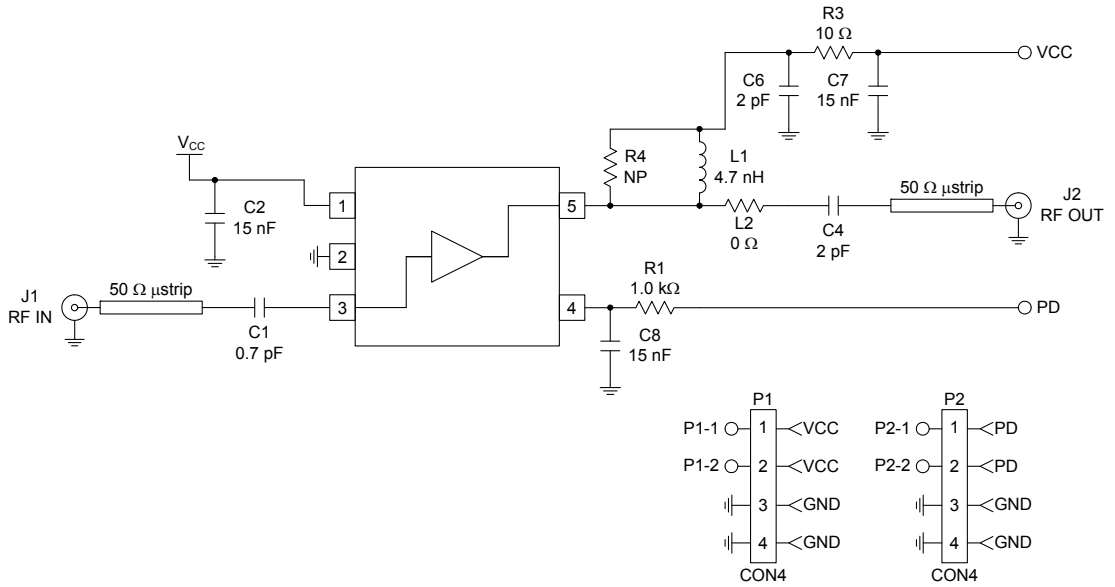 R3
10 Ω
VCC
C6
2 pF
C7
15 nF
VCC
R4
NP
L1
4.7 nH
C2
15 nF
1
5
50 Ω µstrip
J2
RF OUT
L2
0 Ω
C4
2 pF
2
R1
1.0 kΩ
50 Ω µstrip
J1
RF IN
3
4
PD
C1
0.7 pF
C8
15 nF
P1
P2
P1-1
1
VCC
P2-1
1
PD
P1-2
2
VCC
P2-2
2
PD
3
GND
3
GND
4
GND
4
GND
CON4
CON4